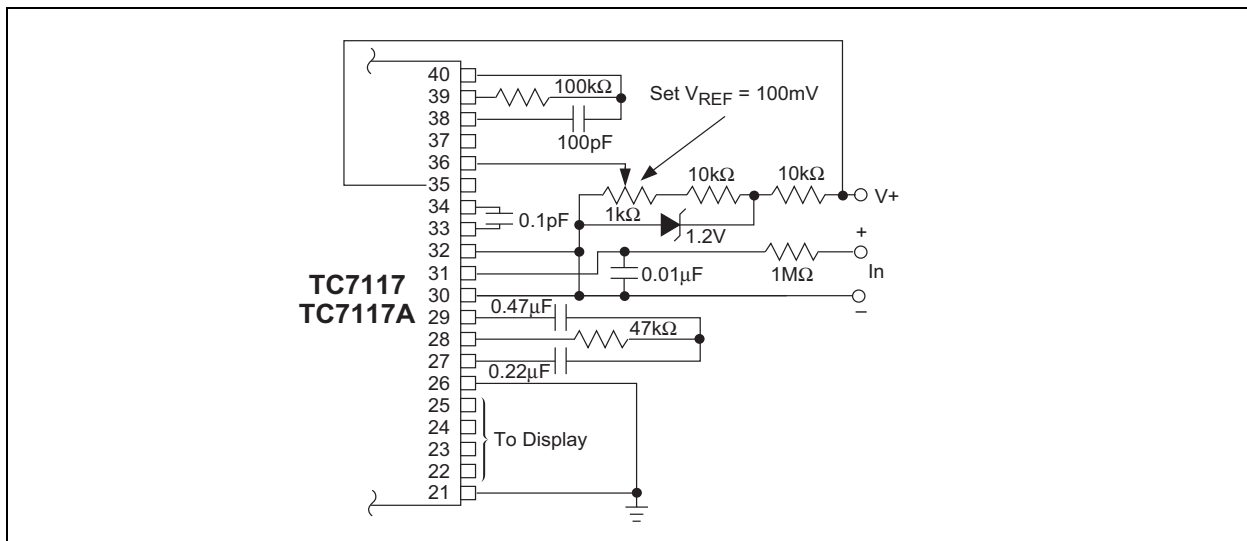 40
100kΩ
39
Set VREF = 100mV
38
100pF
37
36
10kΩ
10kΩ
35
V+
34
1kΩ
0.1pF
1.2V
33
+
32
31
In
0.01μF
1MΩ
TC7117
TC7117A
30
–
29
0.47μF
47kΩ
28
27
0.22μF
26
25
24
To Display
23
22
21